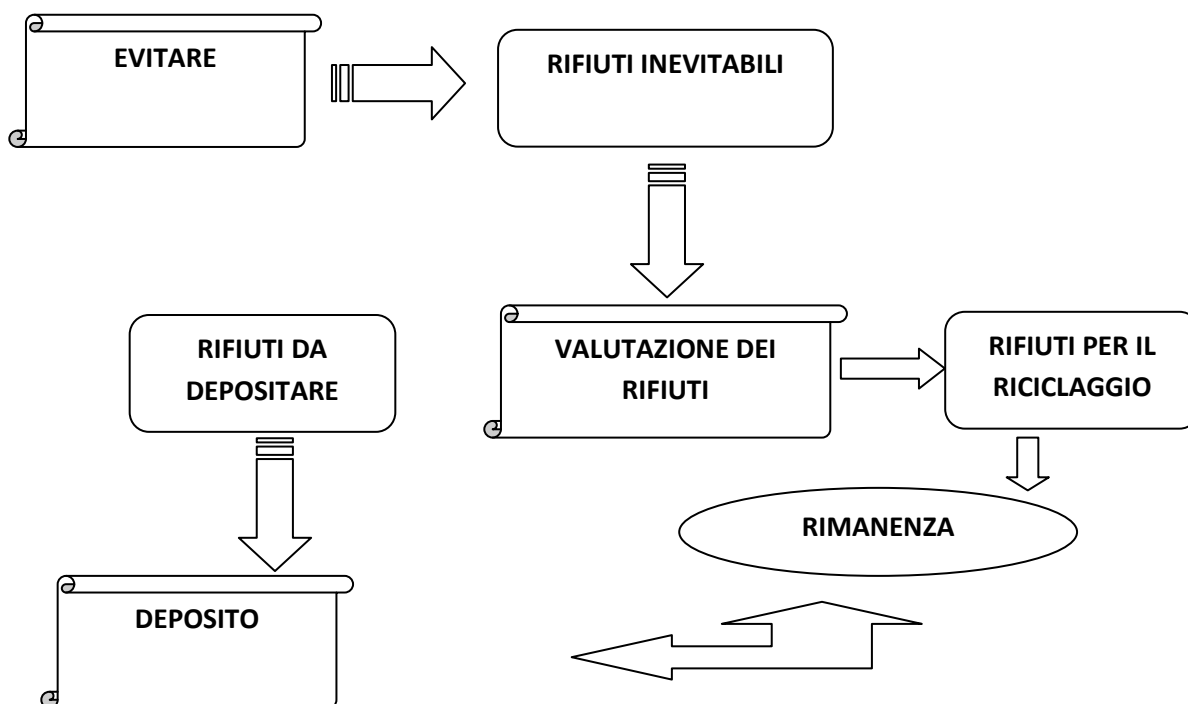 EVITARE
RIFIUTI INEVITABILI
RIFIUTI DA
DEPOSITARE
VALUTAZIONE DEI
RIFIUTI
RIFIUTI PER IL
RICICLAGGIO
RIMANENZA
DEPOSITO